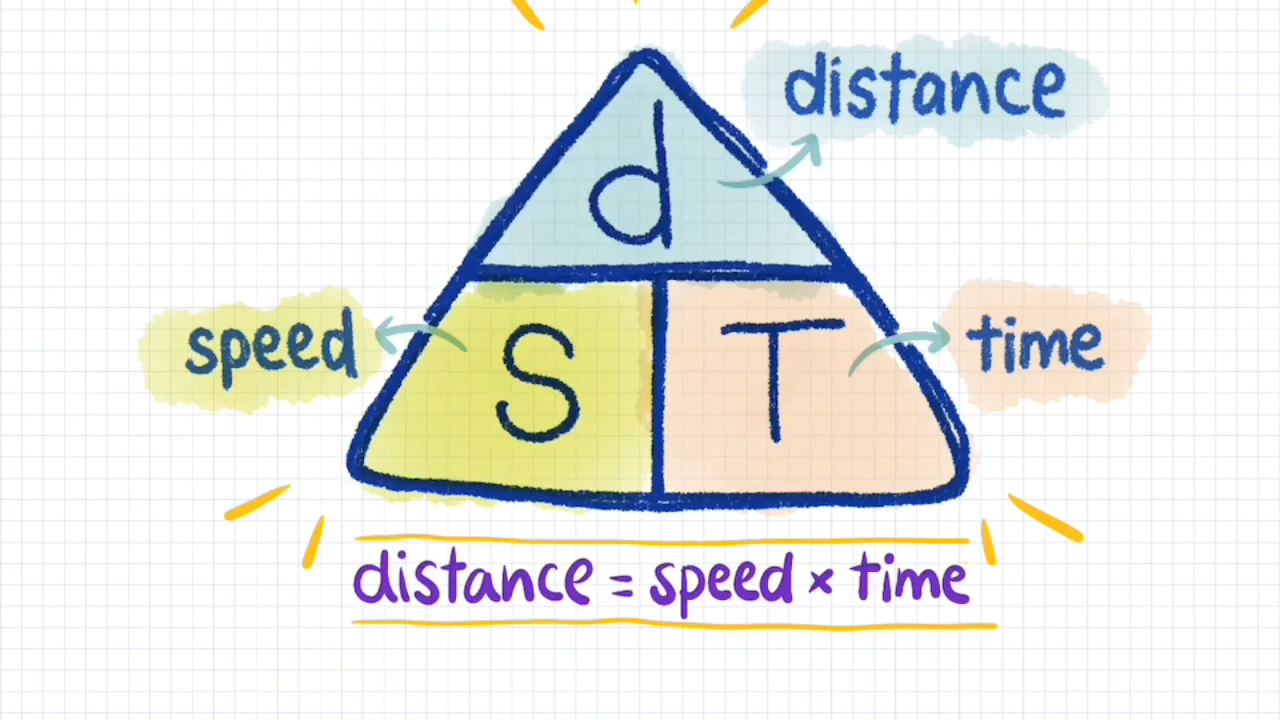 distance
d
speed
S
T
time
distance = speed × time